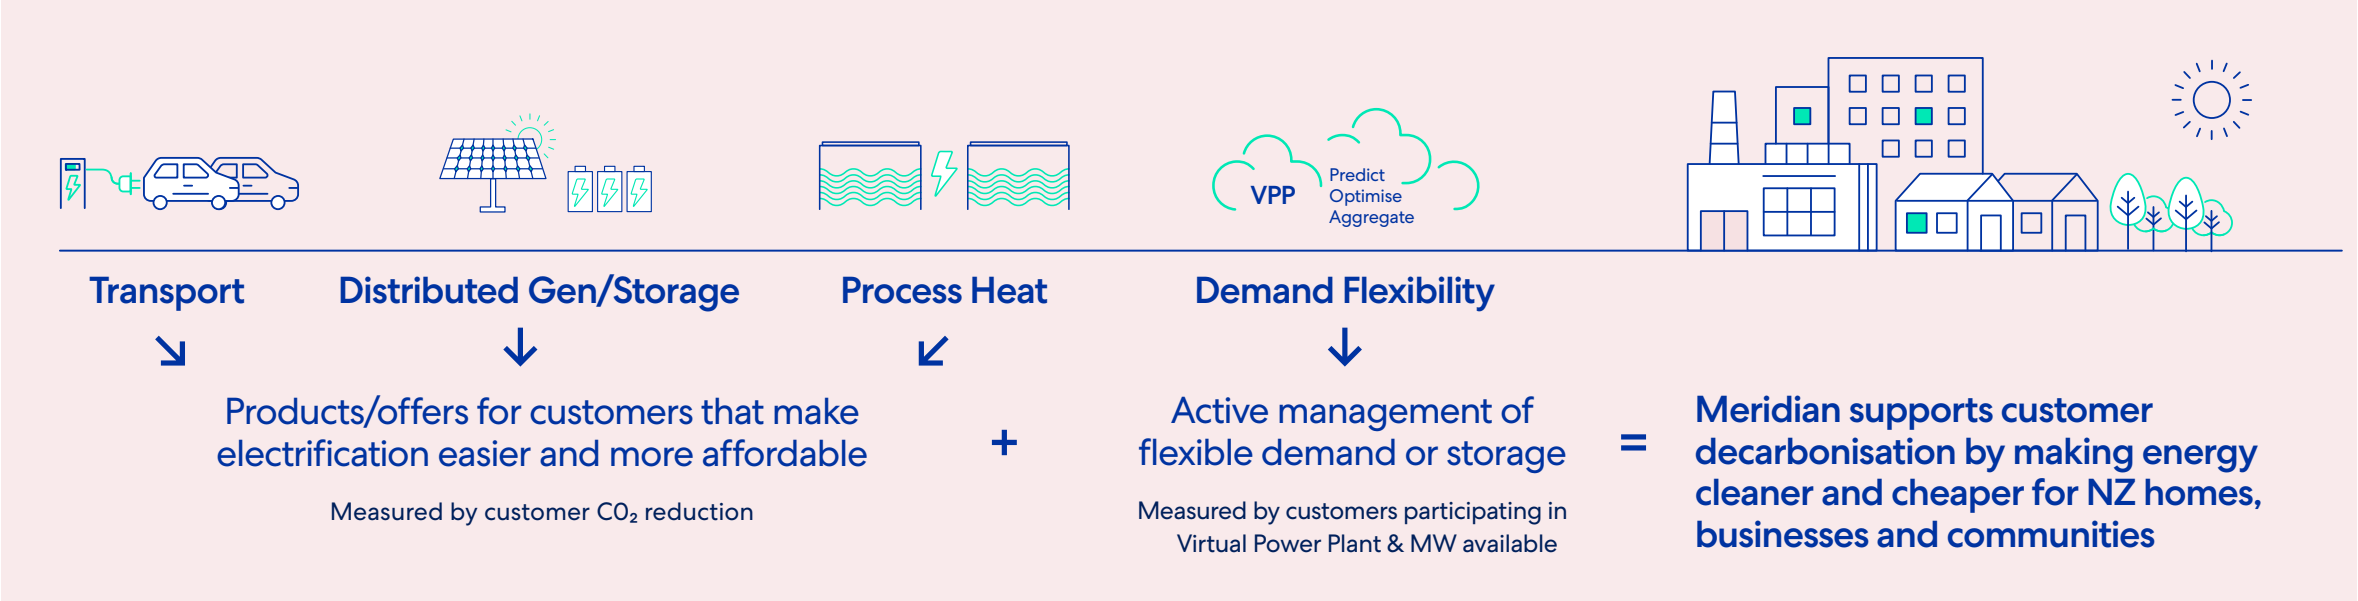 VPP
Predict
Optimise
Aggregate
Transport
Distributed Gen/Storage
Process Heat
Demand Flexibility
Products/offers for customers that make
electrification easier and more affordable
Measured by customer C0₂ reduction
+
Active management of
flexible demand or storage
Measured by customers participating in
Virtual Power Plant & MW available
=
Meridian supports customer
decarbonisation by making energy
cleaner and cheaper for NZ homes,
businesses and communities